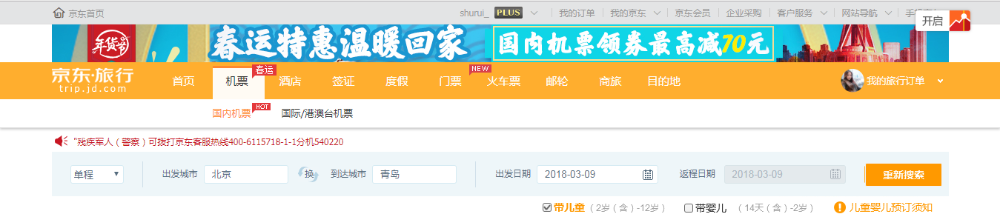 京东首页 shurui_ PLUS 我的订单 我的京东 京东会员 企业采购 客户服务 网站导航
开启
年货节 春运特惠温暖回家 国内机票领券最高减70元
京东·旅行 首页 机票 春运 酒店 签证 度假 门票 NEW 火车票 邮轮 商旅 目的地 我的旅行订单
trip.jd.com
国内机票 HOT 国际/港澳台机票
"残疾军人（警察）可拨打京东客服热线400-6115718-1-1分机540220
单程 出发城市 北京 换 到达城市 青岛 出发日期 2018-03-09 返程日期 2018-03-09 重新搜索
带儿童 （2岁（含）-12岁） 带婴儿 （14天（含）-2岁） 儿童婴儿预订须知